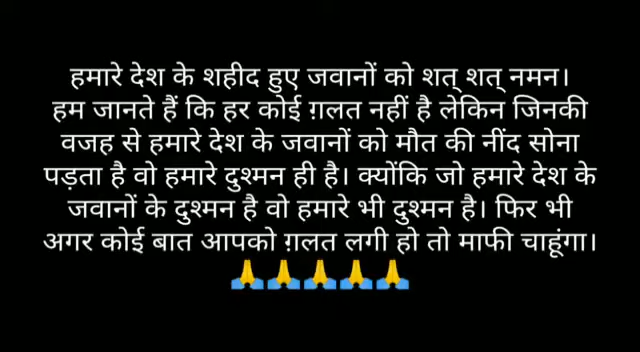 हमारे देश के शहीद हुए जवानों को शत् शत् नमन।
हम जानते हैं कि हर कोई ग़लत नहीं है लेकिन जिनकी
वजह से हमारे देश के जवानों को मौत की नींद सोना
पड़ता है वो हमारे दुश्मन ही है। क्योंकि जो हमारे देश के
जवानों के दुश्मन है वो हमारे भी दुश्मन है। फिर भी
अगर कोई बात आपको ग़लत लगी हो तो माफी चाहूंगा।
🙏🙏🙏🙏🙏